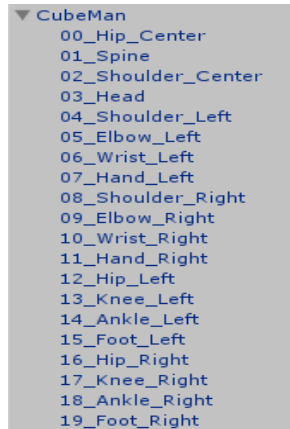 CubeMan
00_Hip_Center
01_Spine
02_Shoulder_Center
03_Head
04_Shoulder_Left
05_Elbow_Left
06_Wrist_Left
07_Hand_Left
08_Shoulder_Right
09_Elbow_Right
10_Wrist_Right
11_Hand_Right
12_Hip_Left
13_Knee_Left
14_Ankle_Left
15_Foot_Left
16_Hip_Right
17_Knee_Right
18_Ankle_Right
19_Foot_Right